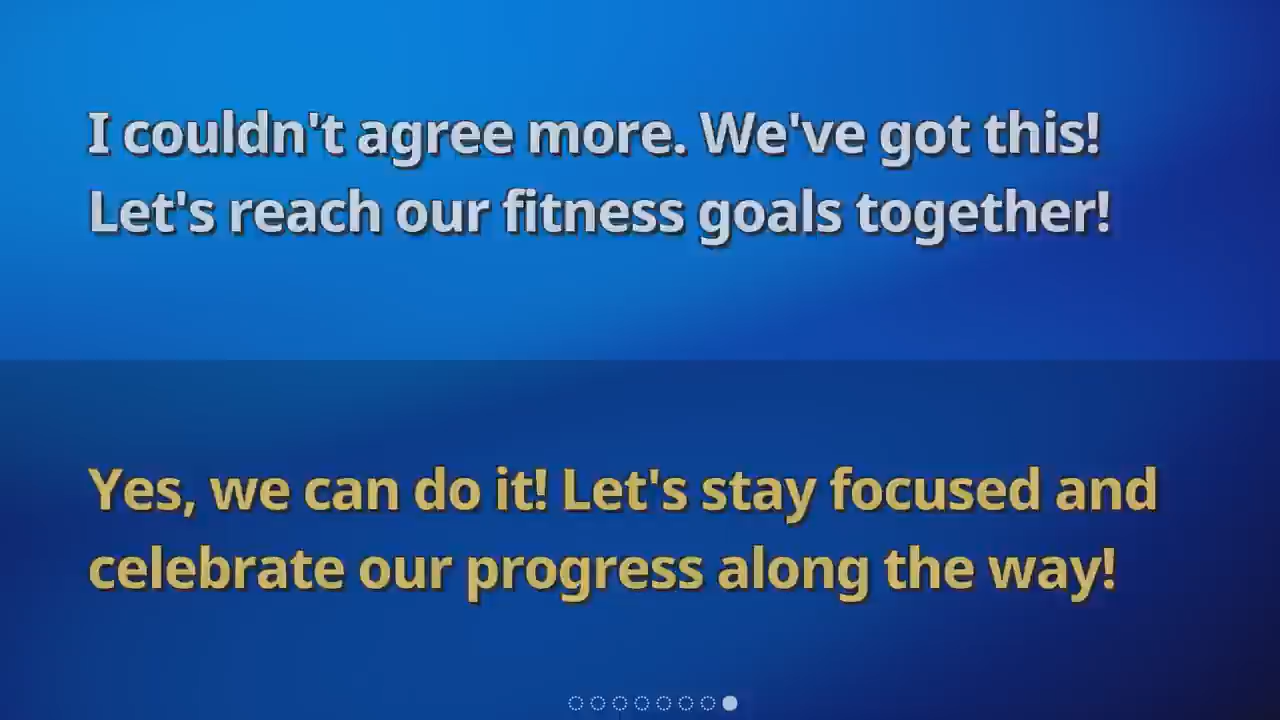 I couldn't agree more. We've got this!
Let's reach our fitness goals together!
Yes, we can do it! Let's stay focused and
celebrate our progress along the way!